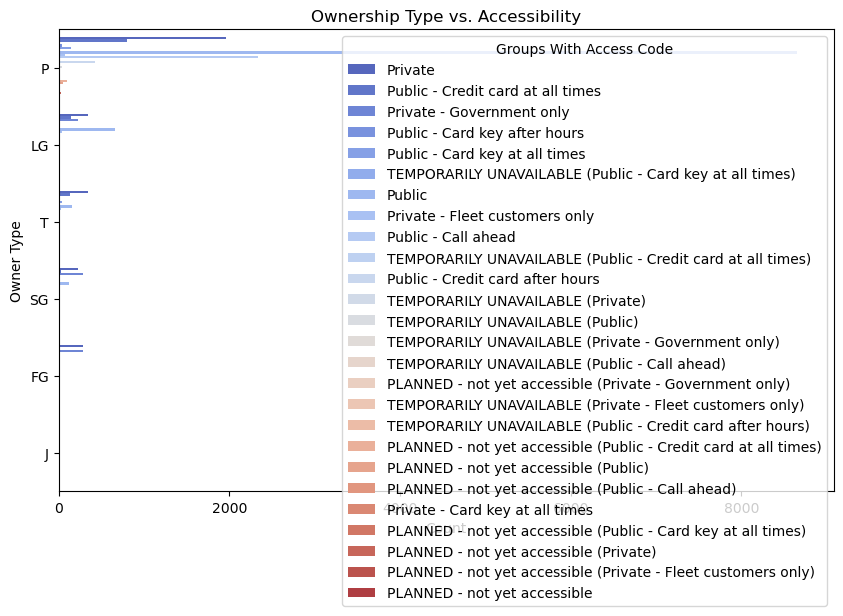 Ownership Type vs. Accessibility
Owner Type
P
LG
T
SG
FG
J
0
2000
4000
6000
8000
Count
Groups With Access Code
Private
Public - Credit card at all times
Private - Government only
Public - Card key after hours
Public - Card key at all times
TEMPORARILY UNAVAILABLE (Public - Card key at all times)
Public
Private - Fleet customers only
Public - Call ahead
TEMPORARILY UNAVAILABLE (Public - Credit card at all times)
Public - Credit card after hours
TEMPORARILY UNAVAILABLE (Private)
TEMPORARILY UNAVAILABLE (Public)
TEMPORARILY UNAVAILABLE (Private - Government only)
TEMPORARILY UNAVAILABLE (Public - Call ahead)
PLANNED - not yet accessible (Private - Government only)
TEMPORARILY UNAVAILABLE (Private - Fleet customers only)
TEMPORARILY UNAVAILABLE (Public - Credit card after hours)
PLANNED - not yet accessible (Public - Credit card at all times)
PLANNED - not yet accessible (Public)
PLANNED - not yet accessible (Public - Call ahead)
Private - Card key at all times
PLANNED - not yet accessible (Public - Card key at all times)
PLANNED - not yet accessible (Private)
PLANNED - not yet accessible (Private - Fleet customers only)
PLANNED - not yet accessible